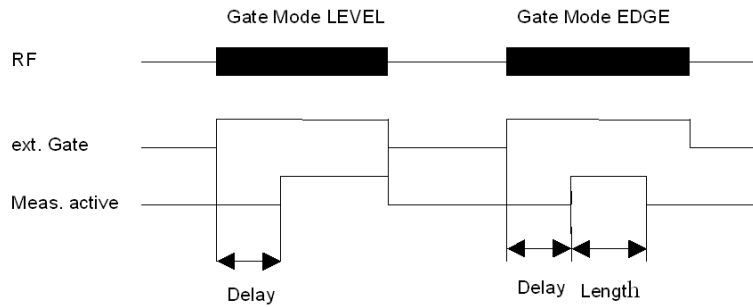 Gate Mode LEVEL
Gate Mode EDGE
RF
ext. Gate
Meas. active
Delay
Delay
Length